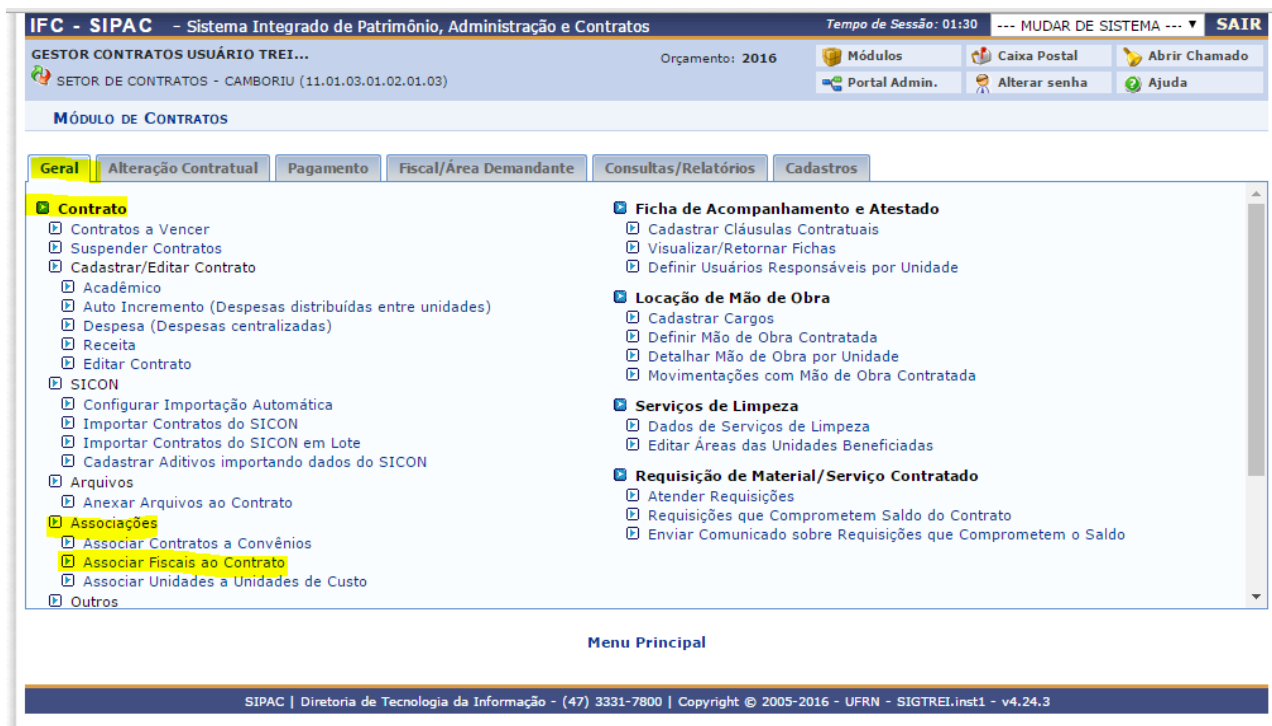 IFC - SIPAC - Sistema Integrado de Patrimônio, Administração e Contratos
Tempo de Sessão: 01:30
--- MUDAR DE SISTEMA --- ▼
SAIR
GESTOR CONTRATOS USUÁRIO TREI...
Orçamento: 2016
Módulos
Caixa Postal
Abrir Chamado
SETOR DE CONTRATOS - CAMBORIU (11.01.03.01.02.01.03)
Portal Admin.
Alterar senha
Ajuda
MÓDULO DE CONTRATOS
Geral
Alteração Contratual
Pagamento
Fiscal/Área Demandante
Consultas/Relatórios
Cadastros
Contrato
Contratos a Vencer
Suspender Contratos
Cadastrar/Editar Contrato
Acadêmico
Auto Incremento (Despesas distribuídas entre unidades)
Despesa (Despesas centralizadas)
Receita
Editar Contrato
SICON
Configurar Importação Automática
Importar Contratos do SICON
Importar Contratos do SICON em Lote
Cadastrar Aditivos importando dados do SICON
Arquivos
Anexar Arquivos ao Contrato
Associações
Associar Contratos a Convênios
Associar Fiscais ao Contrato
Associar Unidades a Unidades de Custo
Outros
Ficha de Acompanhamento e Atestado
Cadastrar Cláusulas Contratuais
Visualizar/Retornar Fichas
Definir Usuários Responsáveis por Unidade
Locação de Mão de Obra
Cadastrar Cargos
Definir Mão de Obra Contratada
Detalhar Mão de Obra por Unidade
Movimentações com Mão de Obra Contratada
Serviços de Limpeza
Dados de Serviços de Limpeza
Editar Áreas das Unidades Beneficiadas
Requisição de Material/Serviço Contratado
Atender Requisições
Requisições que Comprometem Saldo do Contrato
Enviar Comunicado sobre Requisições que Comprometem o Saldo
Menu Principal
SIPAC | Diretoria de Tecnologia da Informação - (47) 3331-7800 | Copyright © 2005-2016 - UFRN - SIGTREI.inst1 - v4.24.3